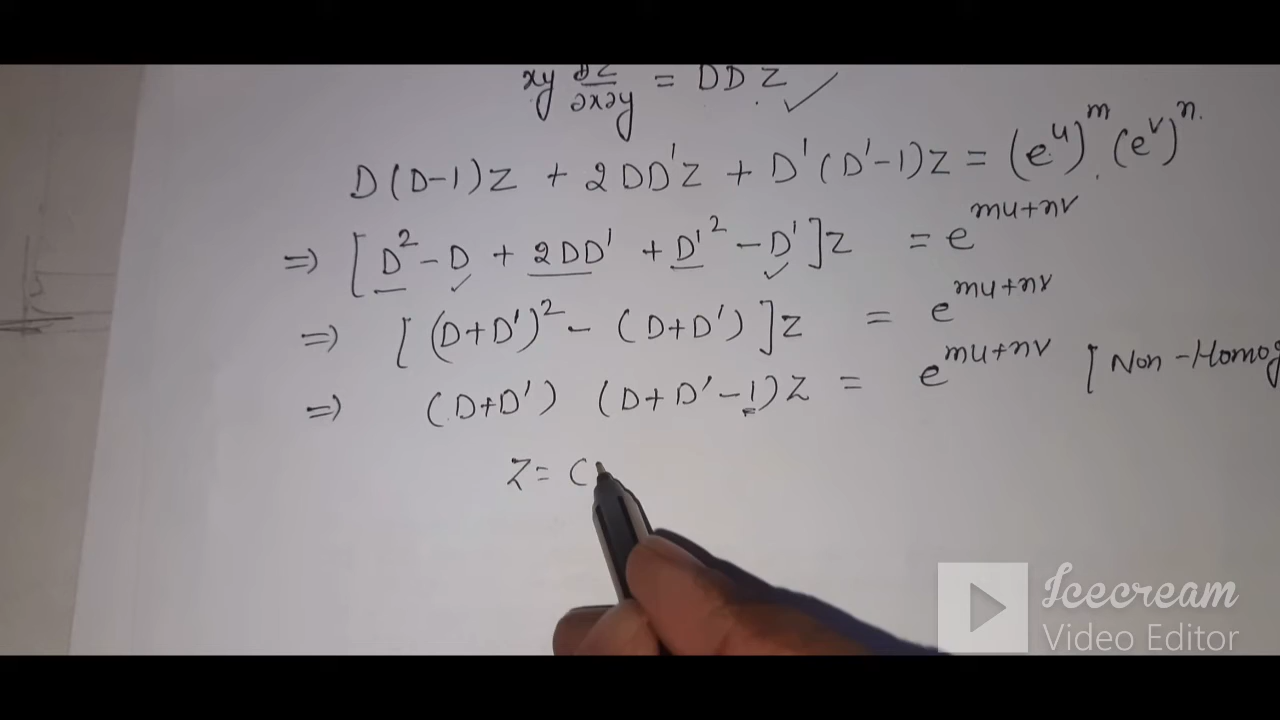 xy ∂²z/∂x∂y = DD'z ✓
D(D-1)z + 2DD'z + D'(D'-1)z = (e^u)^m . (e^v)^n.
⇒ [D² - D + 2DD' + D'² - D']z = e^(mu+nv)
⇒ [(D+D')² - (D+D')]z = e^(mu+nv)
⇒ (D+D') (D+D'-1)z = e^(mu+nv) [Non-Homog
Z = C
Icecream
Video Editor